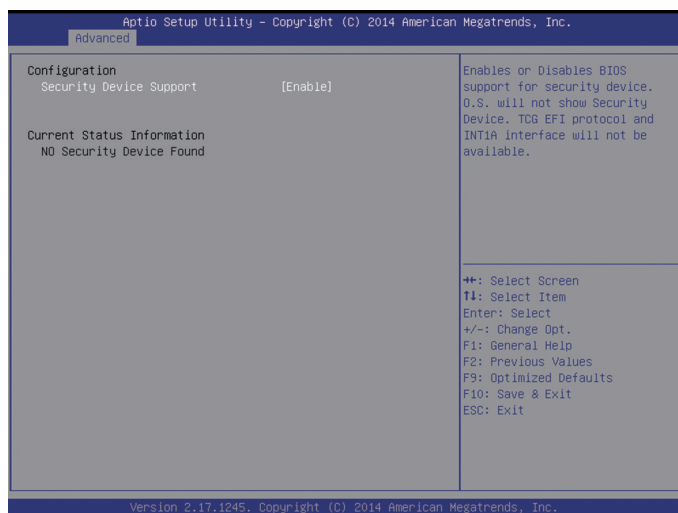 Aptio Setup Utility – Copyright (C) 2014 American Megatrends, Inc.
Advanced
Configuration
Security Device Support [Enable]
Current Status Information
NO Security Device Found
Enables or Disables BIOS
support for security device.
O.S. will not show Security
Device. TCG EFI protocol and
INT1A interface will not be
available.
→←: Select Screen
↑↓: Select Item
Enter: Select
+/-: Change Opt.
F1: General Help
F2: Previous Values
F9: Optimized Defaults
F10: Save & Exit
ESC: Exit
Version 2.17.1245. Copyright (C) 2014 American Megatrends, Inc.